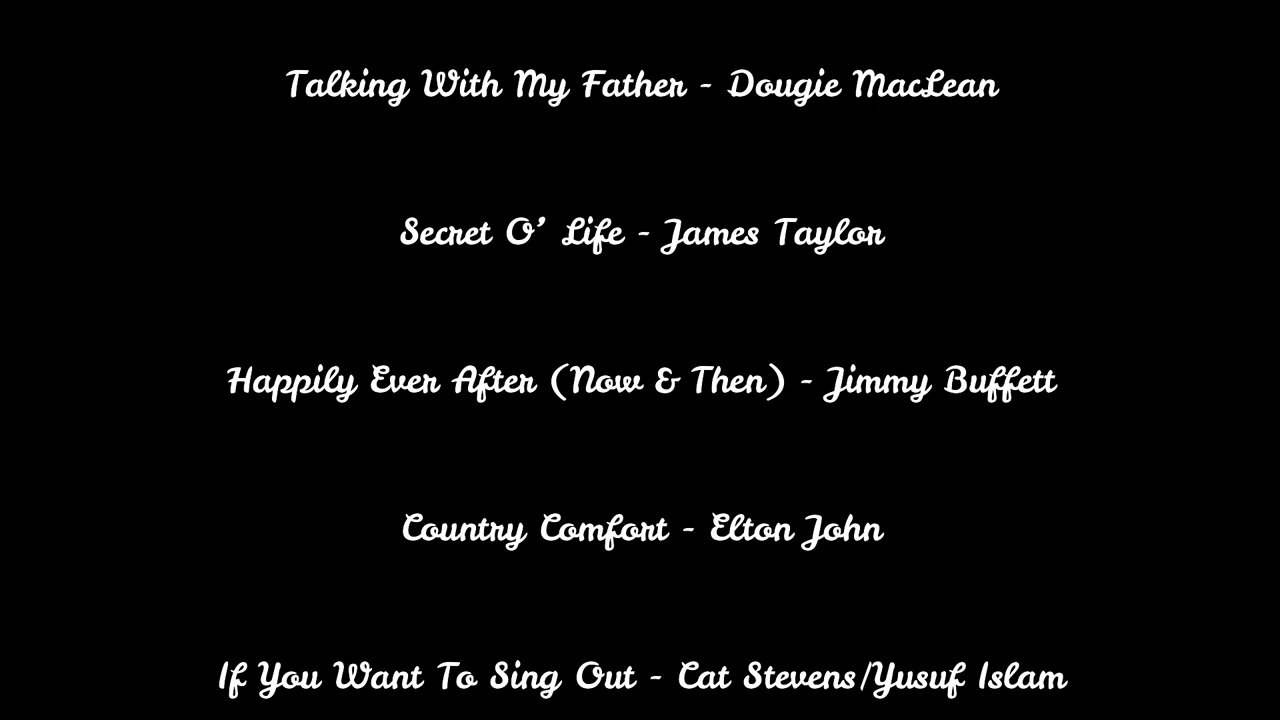 Talking With My Father - Dougie MacLean
Secret O’ Life - James Taylor
Happily Ever After (Now & Then) - Jimmy Buffett
Country Comfort - Elton John
If You Want To Sing Out - Cat Stevens/Yusuf Islam